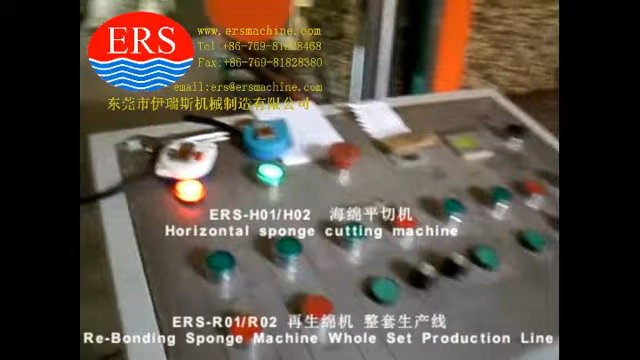 ERS
www.ersmachine.com
Tel +86-769-81828468
Fax:+86-769-81828380
email:ers@ersmachine.com
东莞市伊瑞斯机械制造有限公司
ERS-H01/H02 海绵平切机
Horizontal sponge cutting machine
ERS-R01/R02 再生绵机 整套生产线
Re-Bonding Sponge Machine Whole Set Production Line